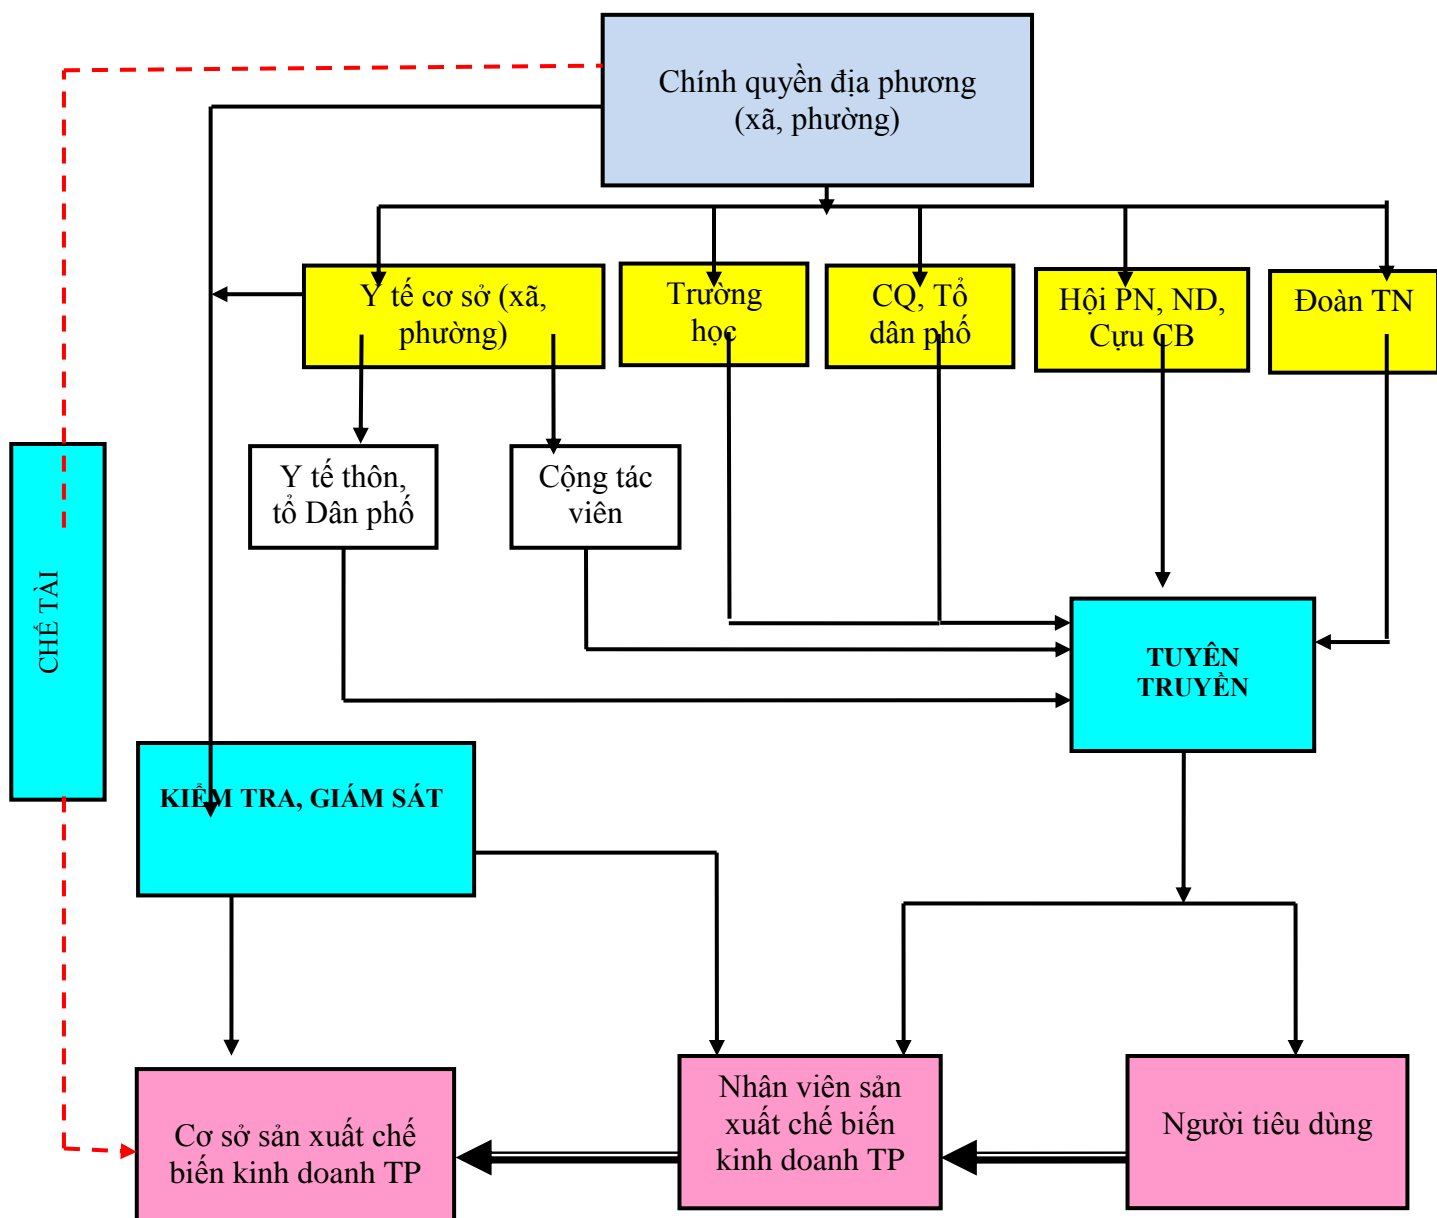 Chính quyền địa phương
(xã, phường)
Y tế cơ sở (xã,
phường)
Trường
học
CQ, Tổ
dân phố
Hội PN, ND,
Cựu CB
Đoàn TN
Y tế thôn,
tổ Dân phố
Cộng tác
viên
CHẾ TÀI
TUYÊN
TRUYỀN
KIỂM TRA, GIÁM SÁT
Cơ sở sản xuất chế
biến kinh doanh TP
Nhân viên sản
xuất chế biến
kinh doanh TP
Người tiêu dùng